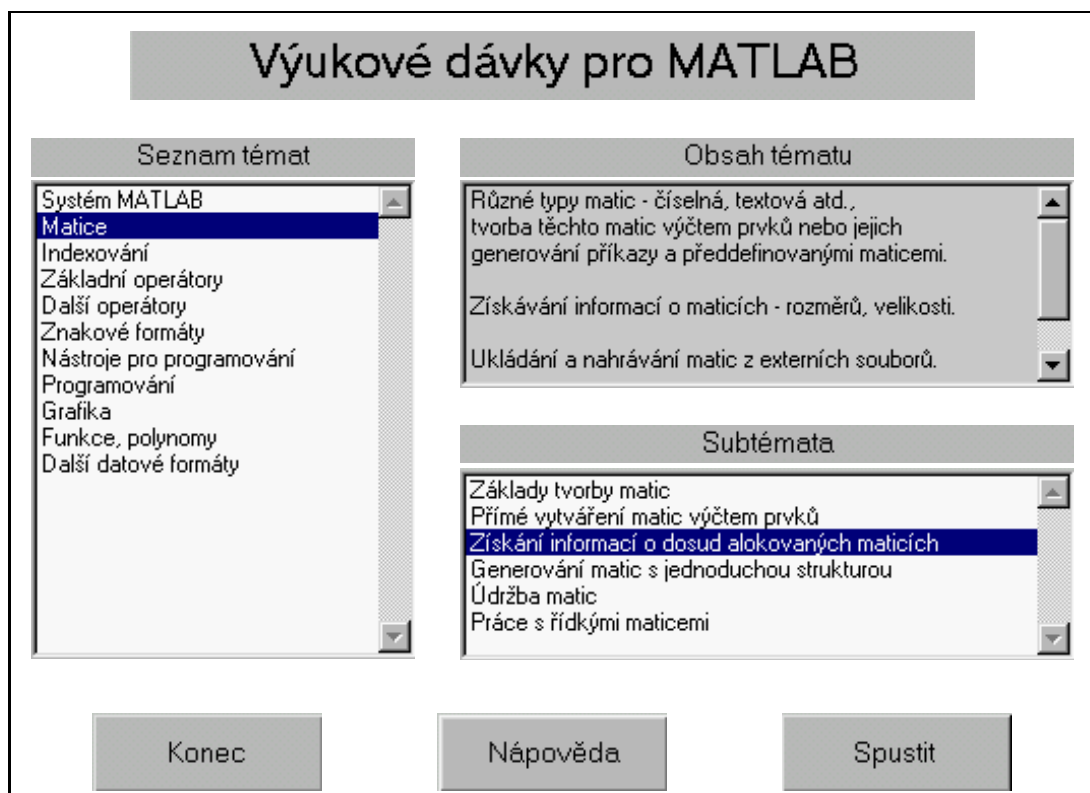 Výukové dávky pro MATLAB
Seznam témat
Systém MATLAB
Matice
Indexování
Základní operátory
Další operátory
Znakové formáty
Nástroje pro programování
Programování
Grafika
Funkce, polynomy
Další datové formáty
Obsah tématu
Různé typy matic - číselná, textová atd.,
tvorba těchto matic výčtem prvků nebo jejich
generování příkazy a předdefinovanými maticemi.
Získávání informací o maticích - rozměrů, velikosti.
Ukládání a nahrávání matic z externích souborů.
Subtémata
Základy tvorby matic
Přímé vytváření matic výčtem prvků
Získání informací o dosud alokovaných maticích
Generování matic s jednoduchou strukturou
Údržba matic
Práce s řídkými maticemi
Konec
Nápověda
Spustit